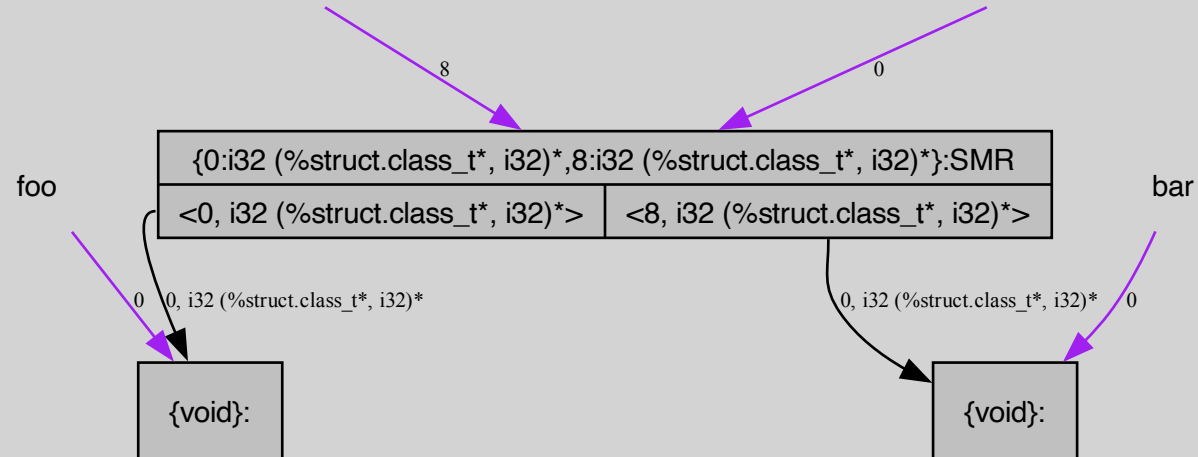 8
0
{0:i32 (%struct.class_t*, i32)*,8:i32 (%struct.class_t*, i32)*}:SMR
foo
bar
<0, i32 (%struct.class_t*, i32)*>
<8, i32 (%struct.class_t*, i32)*>
0
0, i32 (%struct.class_t*, i32)*
0, i32 (%struct.class_t*, i32)*
0
{void}:
{void}: